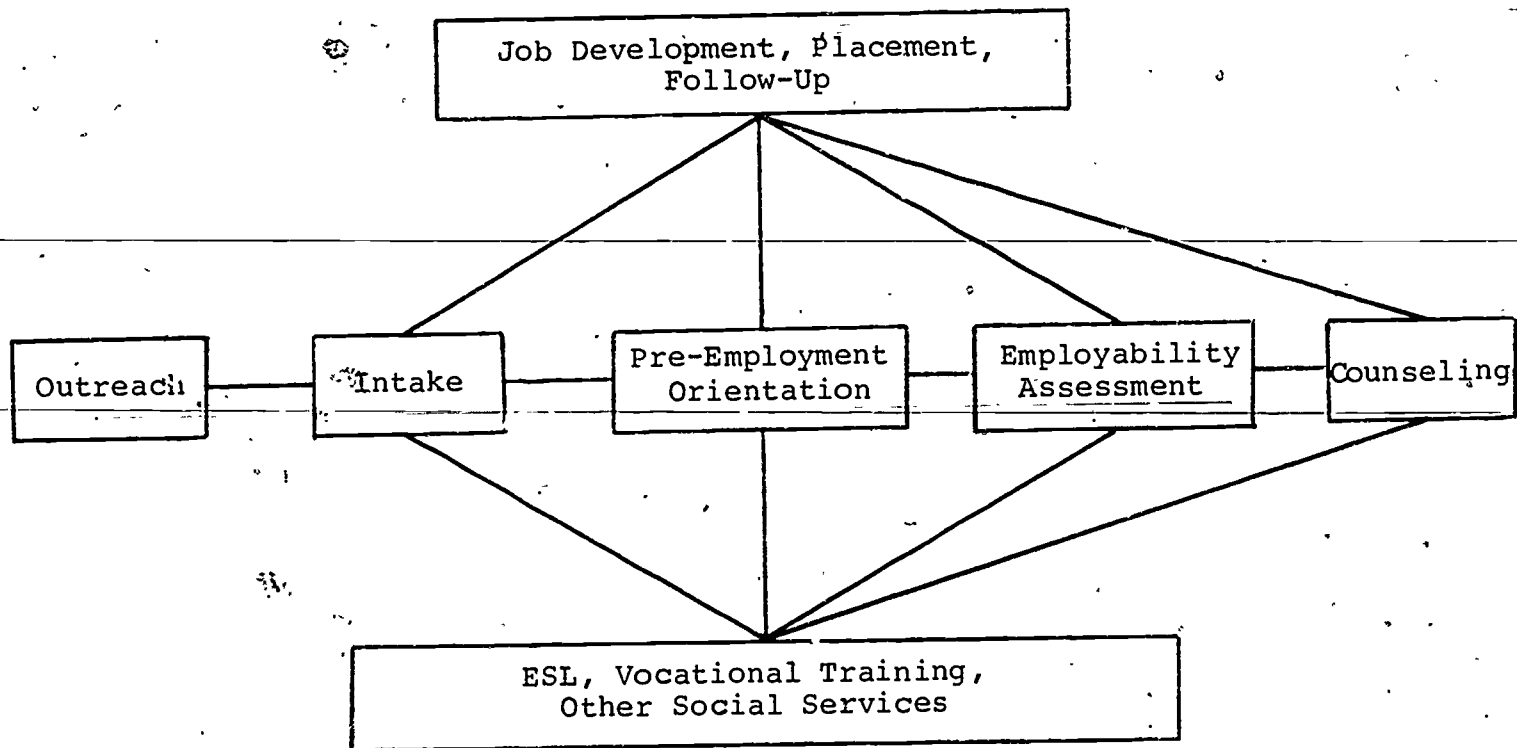 Job Development, Placement,
Follow-Up
Outreach
Intake
Pre-Employment
Orientation
Employability
Assessment
Counseling
ESL, Vocational Training,
Other Social Services